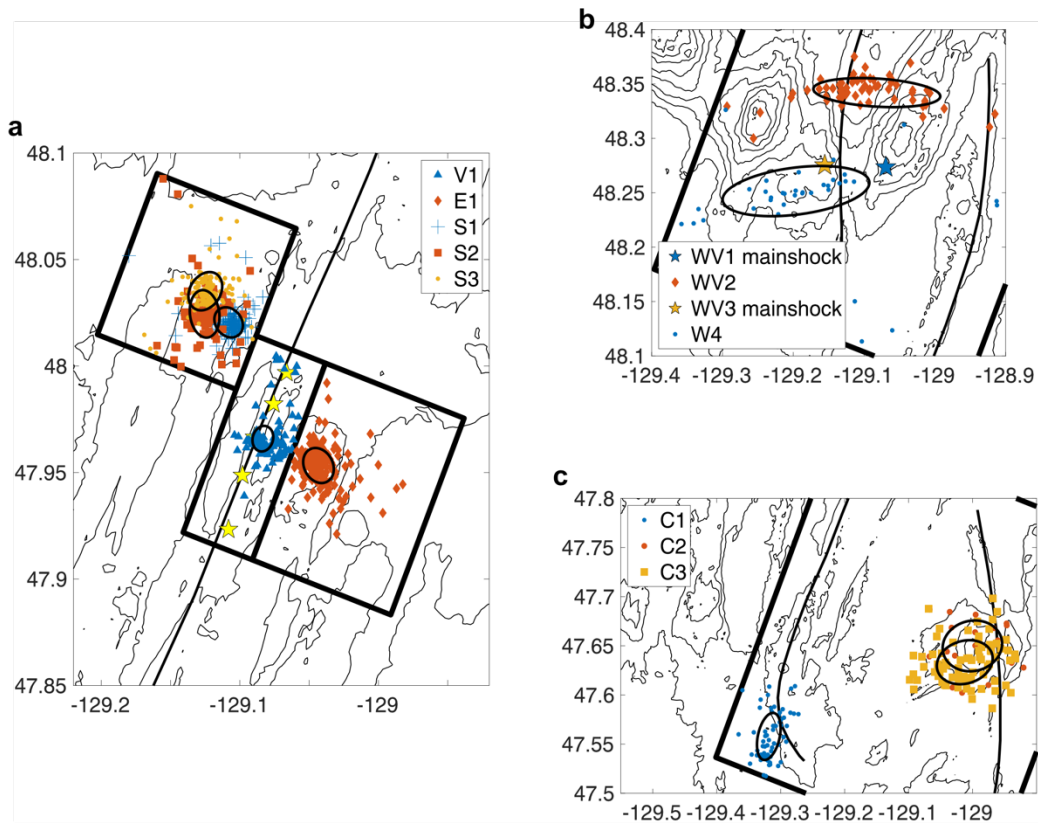 a
48.1
48.05
48
47.95
47.9
47.85
-129.2
-129.1
-129
V1
E1
S1
S2
S3
b
48.4
48.35
48.3
48.25
48.2
48.15
48.1
-129.4
-129.3
-129.2
-129.1
-129
-128.9
WV1 mainshock
WV2
WV3 mainshock
W4
c
47.8
47.75
47.7
47.65
47.6
47.55
47.5
-129.5
-129.4
-129.3
-129.2
-129.1
-129
C1
C2
C3